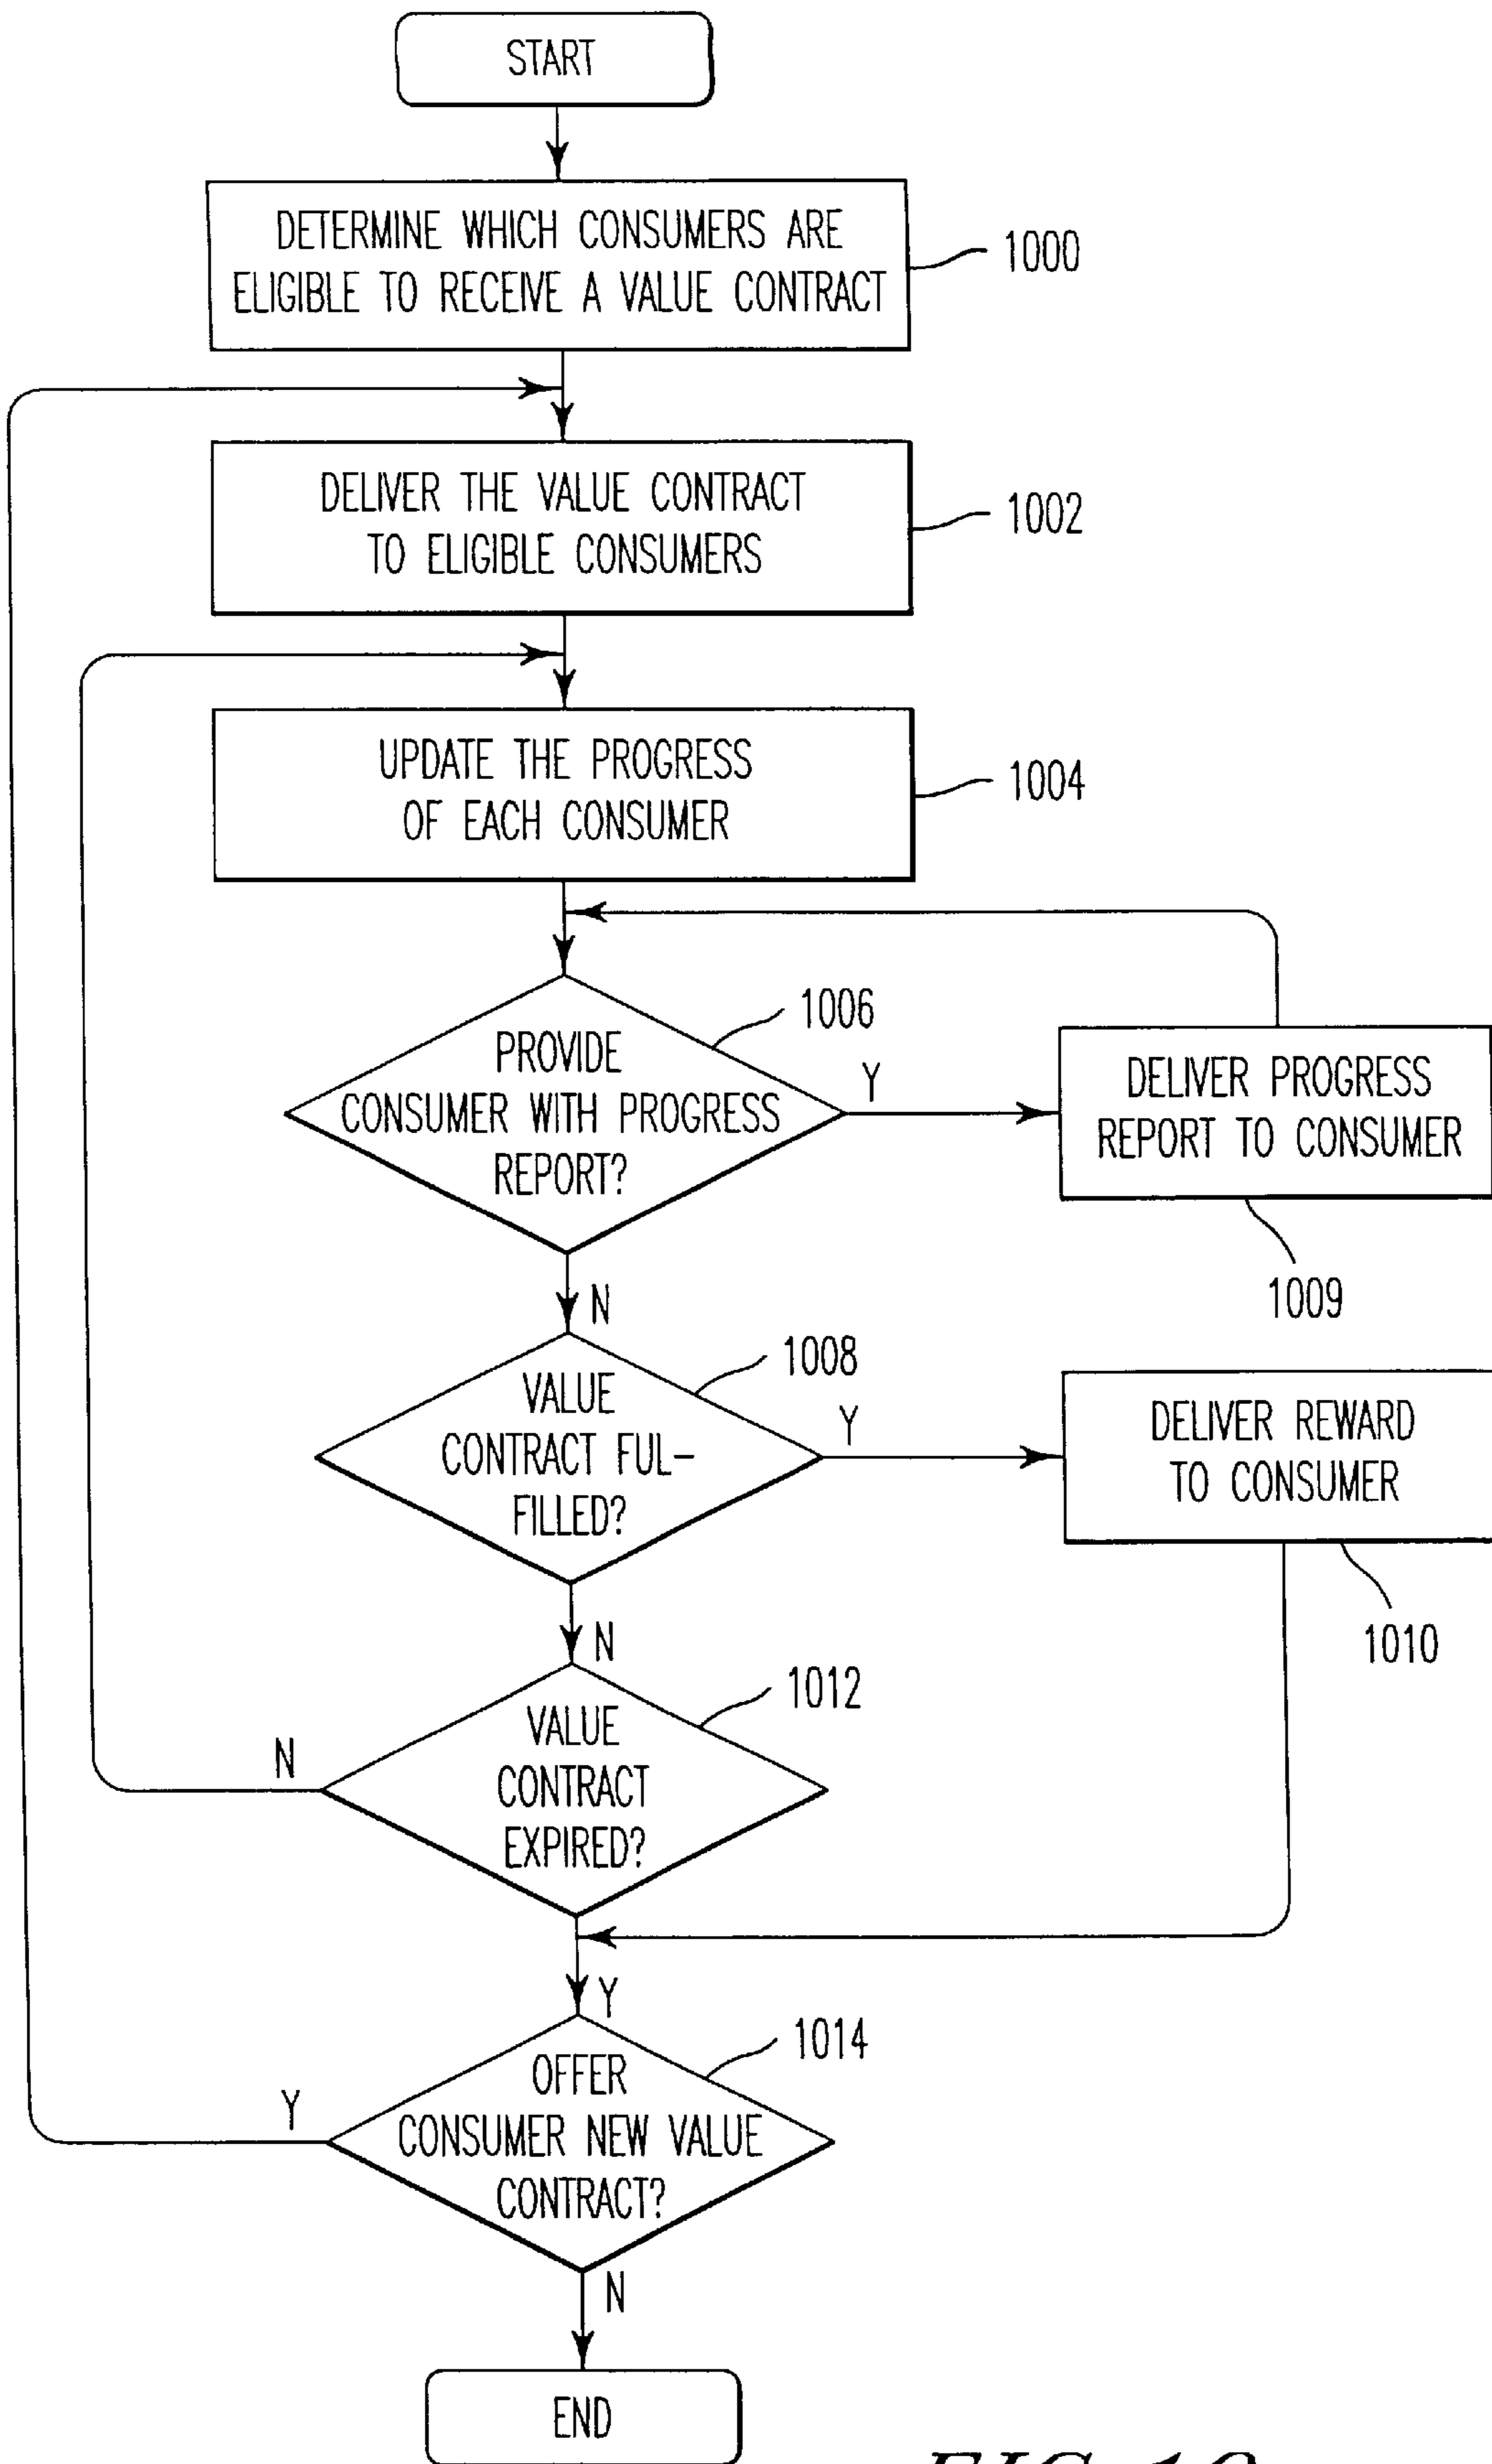 START
DETERMINE WHICH CONSUMERS ARE
ELIGIBLE TO RECEIVE A VALUE CONTRACT
1000
DELIVER THE VALUE CONTRACT
TO ELIGIBLE CONSUMERS
1002
UPDATE THE PROGRESS
OF EACH CONSUMER
1004
PROVIDE
CONSUMER WITH PROGRESS
REPORT?
1006
Y
DELIVER PROGRESS
REPORT TO CONSUMER
1009
N
VALUE
CONTRACT FUL-
FILLED?
1008
Y
DELIVER REWARD
TO CONSUMER
1010
N
VALUE
CONTRACT
EXPIRED?
1012
N
Y
OFFER
CONSUMER NEW VALUE
CONTRACT?
1014
Y
N
END